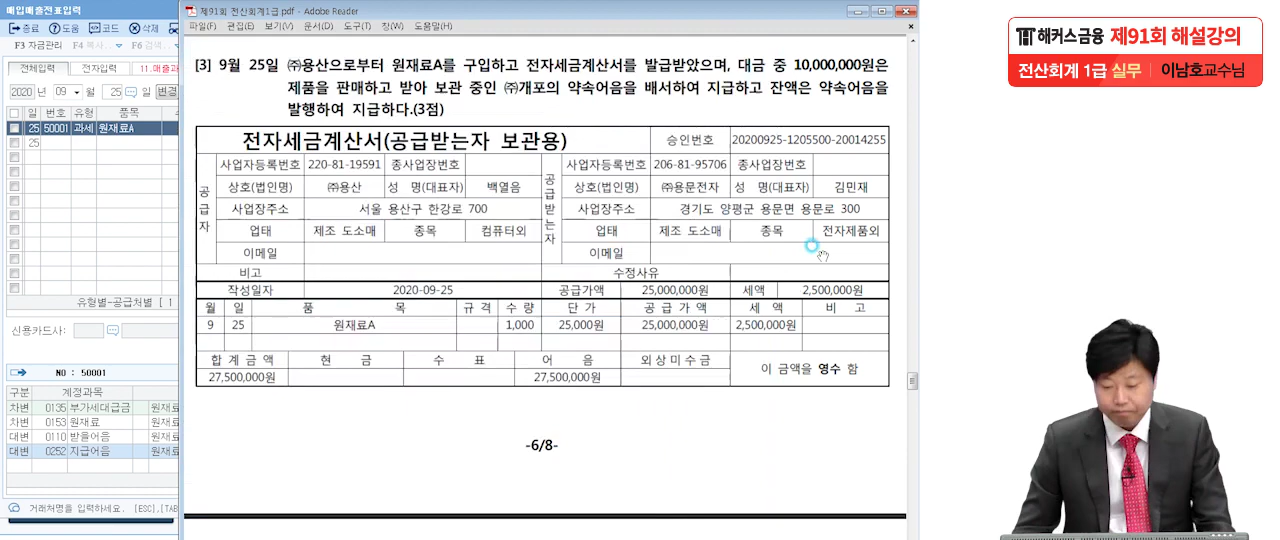 매입매출전표입력
종료 도움 코드 삭제
F3 자금관리 F4 복사.. F6 검색..
전체입력 전자입력 11.매출과
2020 년 09 월 25 일 변경
일 번호 유형 품목
25 50001 과세 원재료A
25
유형별-공급처별 [ 1
신용카드사:
NO : 50001
구분 계정과목
차변 0135 부가세대급금 원재료
차변 0153 원재료 원재료
대변 0110 받을어음 원재료
대변 0252 지급어음 원재료
거래처명을 입력하세요. [ESC],[TAB
제91회 전산회계1급.pdf - Adobe Reader
파일(F) 편집(E) 보기(V) 문서(D) 도구(T) 창(W) 도움말(H)
[3] 9월 25일 ㈜용산으로부터 원재료A를 구입하고 전자세금계산서를 발급받았으며, 대금 중 10,000,000원은
제품을 판매하고 받아 보관 중인 ㈜개포의 약속어음을 배서하여 지급하고 잔액은 약속어음을
발행하여 지급하다.(3점)
전자세금계산서(공급받는자 보관용) 승인번호 20200925-1205500-20014255
공급자 사업자등록번호 220-81-19591 종사업장번호 공급받는자 사업자등록번호 206-81-95706 종사업장번호
상호(법인명) ㈜용산 성 명(대표자) 백열음 상호(법인명) ㈜용문전자 성 명(대표자) 김민재
사업장주소 서울 용산구 한강로 700 사업장주소 경기도 양평군 용문면 용문로 300
업태 제조 도소매 종목 컴퓨터외 업태 제조 도소매 종목 전자제품외
이메일 이메일
비고 수정사유
작성일자 2020-09-25 공급가액 25,000,000원 세액 2,500,000원
월 일 품 목 규 격 수 량 단 가 공 급 가 액 세 액 비 고
9 25 원재료A 1,000 25,000원 25,000,000원 2,500,000원
합 계 금 액 현 금 수 표 어 음 외 상 미 수 금 이 금액을 영수 함
27,500,000원 27,500,000원
-6/8-
해커스금융 제91회 해설강의
전산회계 1급 실무 이남호교수님